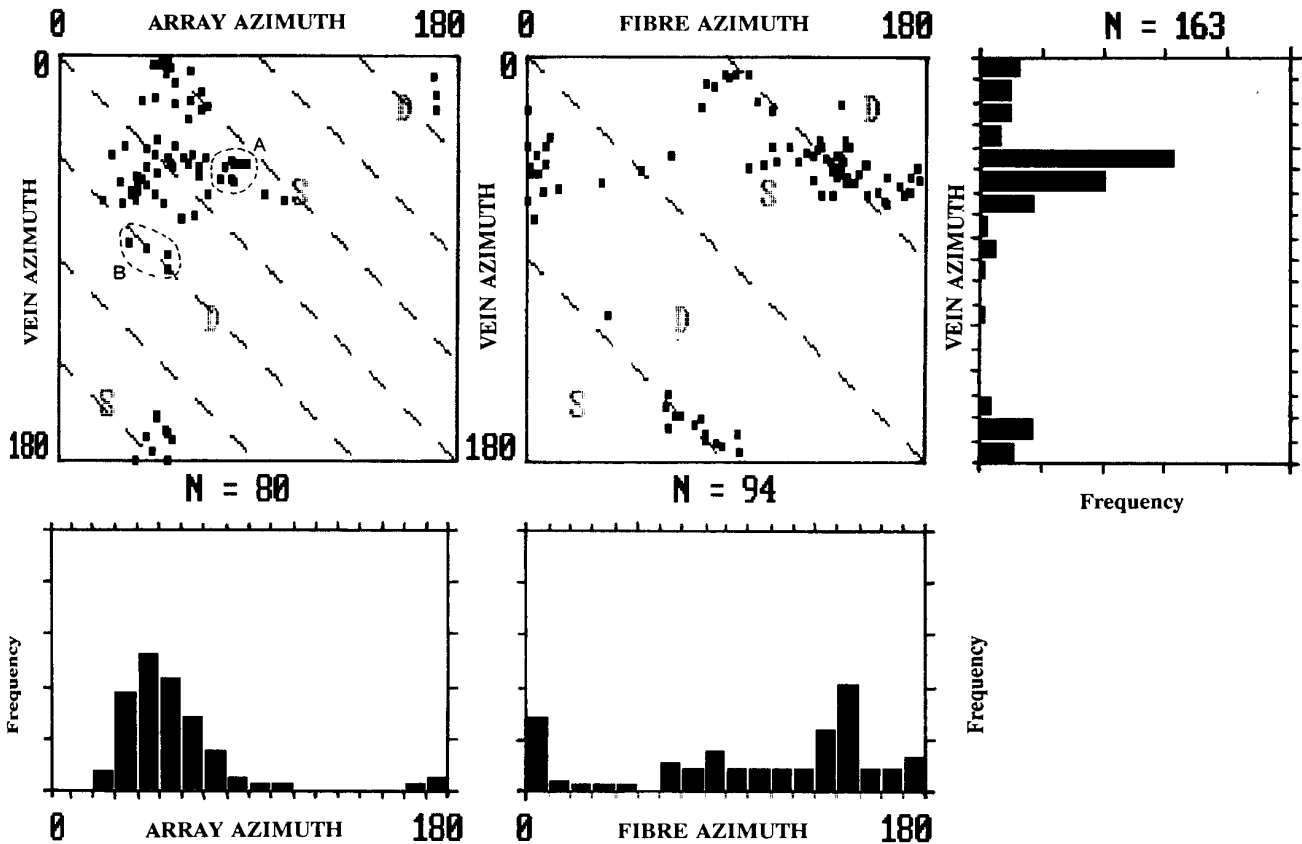 0 ARRAY AZIMUTH 180
0 FIBRE AZIMUTH 180
N = 163
0
VEIN AZIMUTH
180
A
B
D
S
D
S
N = 80
0
VEIN AZIMUTH
180
D
S
D
S
N = 94
VEIN AZIMUTH
Frequency
Frequency
0 ARRAY AZIMUTH 180
Frequency
0 FIBRE AZIMUTH 180